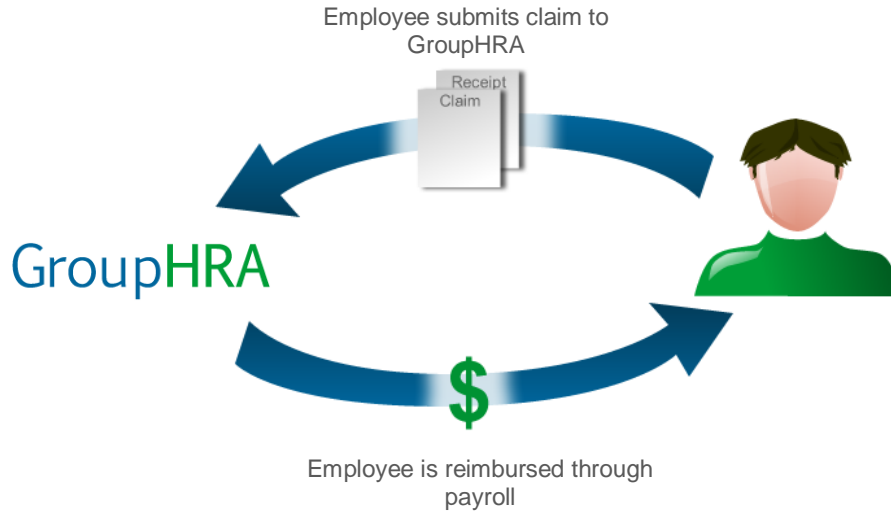 Employee submits claim to
GroupHRA
Receipt
Claim
GroupHRA
$
Employee is reimbursed through
payroll